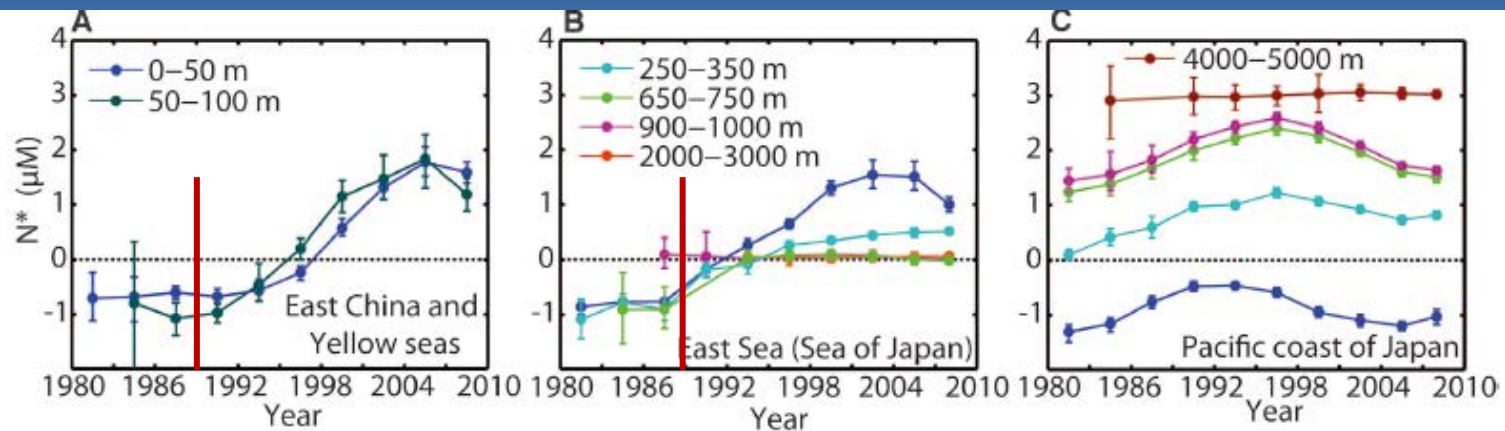 A
4
3
2
1
0
-1
N* (μM)
0–50 m
50–100 m
East China and
Yellow seas
1980 1986 1992 1998 2004 2010
Year
B
4
3
2
1
0
-1
250–350 m
650–750 m
900–1000 m
2000–3000 m
East Sea (Sea of Japan)
1980 1986 1992 1998 2004 2010
Year
C
4
3
2
1
0
-1
4000–5000 m
Pacific coast of Japan
1980 1986 1992 1998 2004 2010
Year